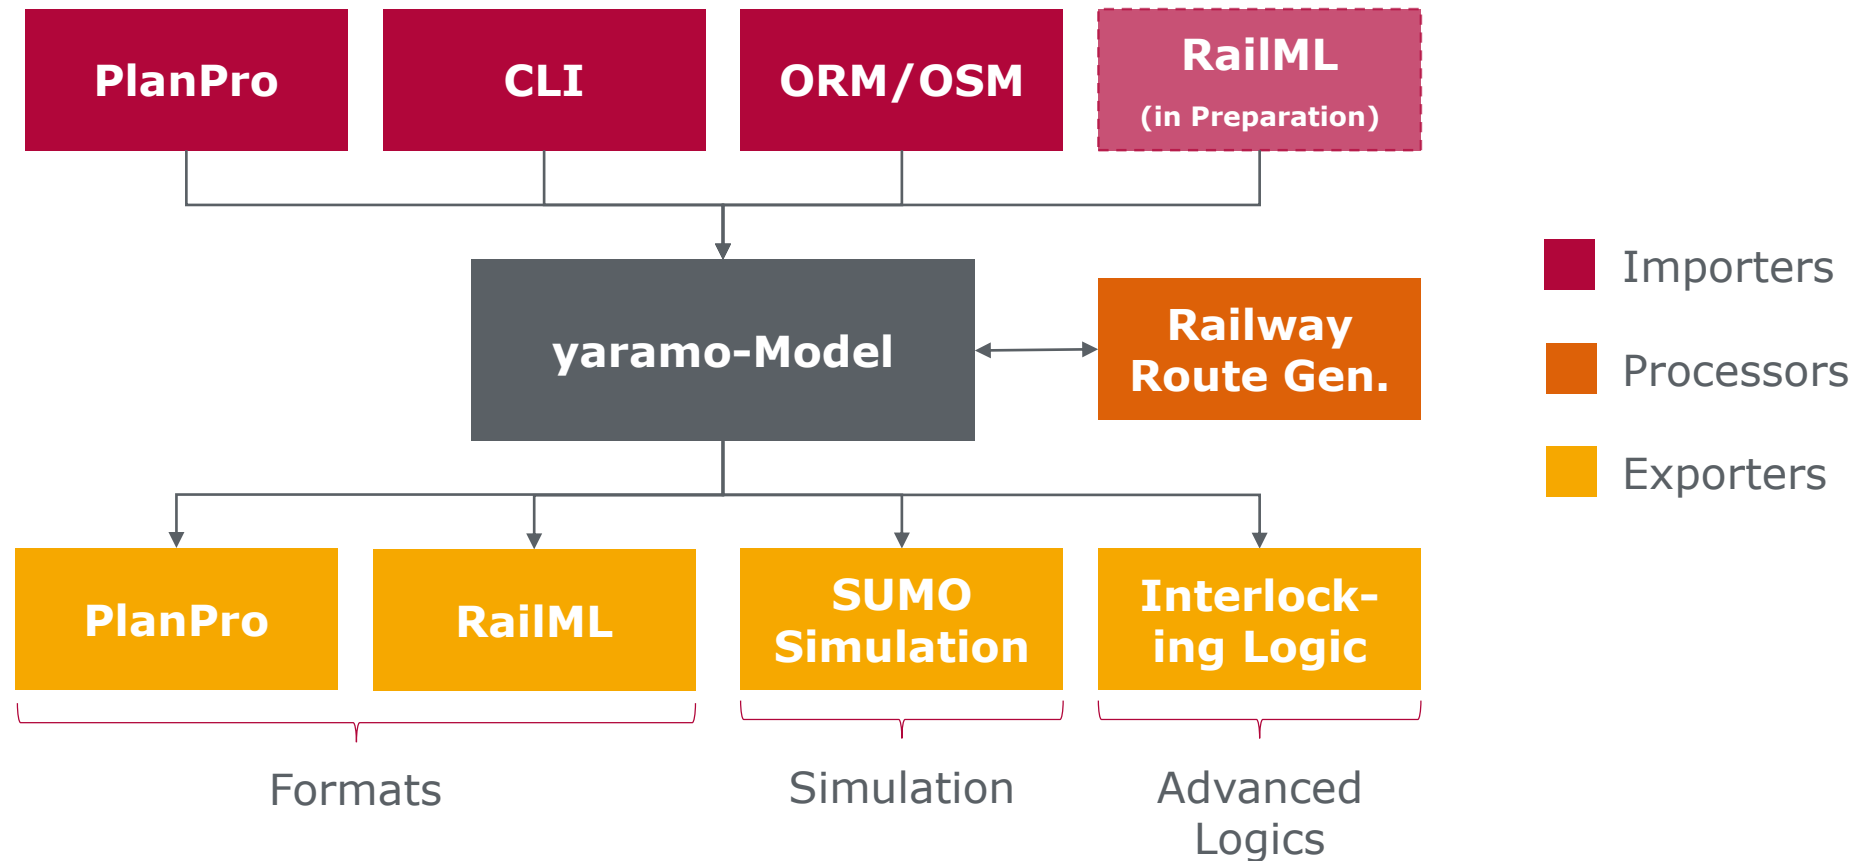 PlanPro
CLI
ORM/OSM
RailML
(in Preparation)
yaramo-Model
Railway
Route Gen.
Importers
Processors
Exporters
PlanPro
RailML
SUMO
Simulation
Interlock-
ing Logic
Formats
Simulation
Advanced
Logics